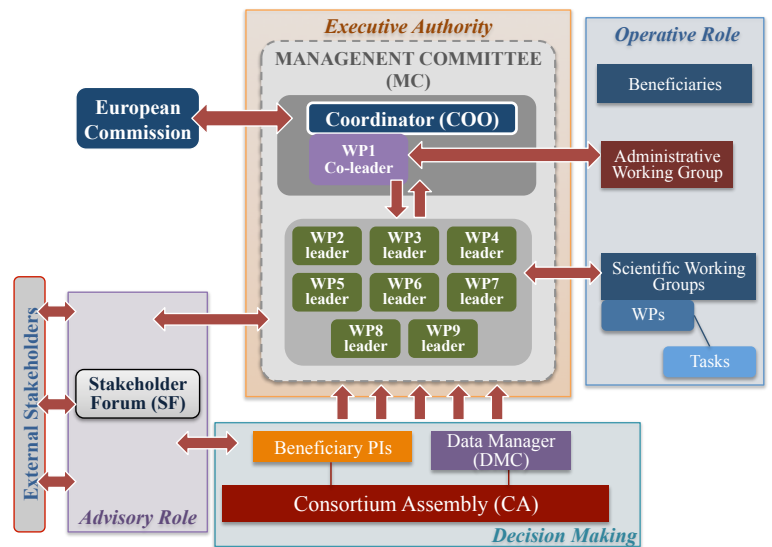 Executive Authority
MANAGENENT COMMITTEE
(MC)
European
Commission
Coordinator (COO)
WP1
Co-leader
WP2
leader
WP3
leader
WP4
leader
WP5
leader
WP6
leader
WP7
leader
WP8
leader
WP9
leader
Operative Role
Beneficiaries
Administrative
Working Group
Scientific Working
Groups
WPs
Tasks
External Stakeholders
Stakeholder
Forum (SF)
Advisory Role
Beneficiary PIs
Data Manager
(DMC)
Consortium Assembly (CA)
Decision Making